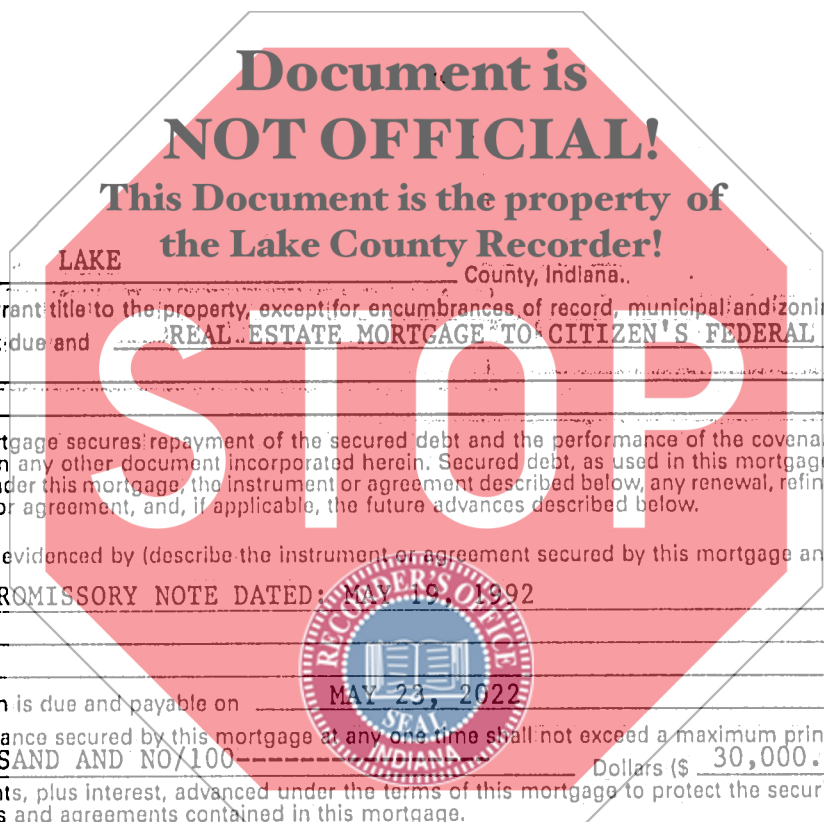 Document is
NOT OFFICIAL!
This Document is the property of
the Lake County Recorder!
LAKE County, Indiana.
rant title to the property, except for encumbrances of record, municipal and zonin
due and REAL ESTATE MORTGAGE TO CITIZEN'S FEDERAL
STOP
tgage secures repayment of the secured debt and the performance of the covena
n any other document incorporated herein. Secured debt, as used in this mortgage
der this mortgage, the instrument or agreement described below, any renewal, refin
or agreement, and, if applicable, the future advances described below.
evidenced by (describe the instrument or agreement secured by this mortgage an
ROMISSORY NOTE DATED: MAY 19, 1992
RECORDER'S OFFICE
SEAL
INDIANA
n is due and payable on MAY 23, 2022
ance secured by this mortgage at any one time shall not exceed a maximum prin
SAND AND NO/100 Dollars ($ 30,000.
ts, plus interest, advanced under the terms of this mortgage to protect the secur
s and agreements contained in this mortgage.